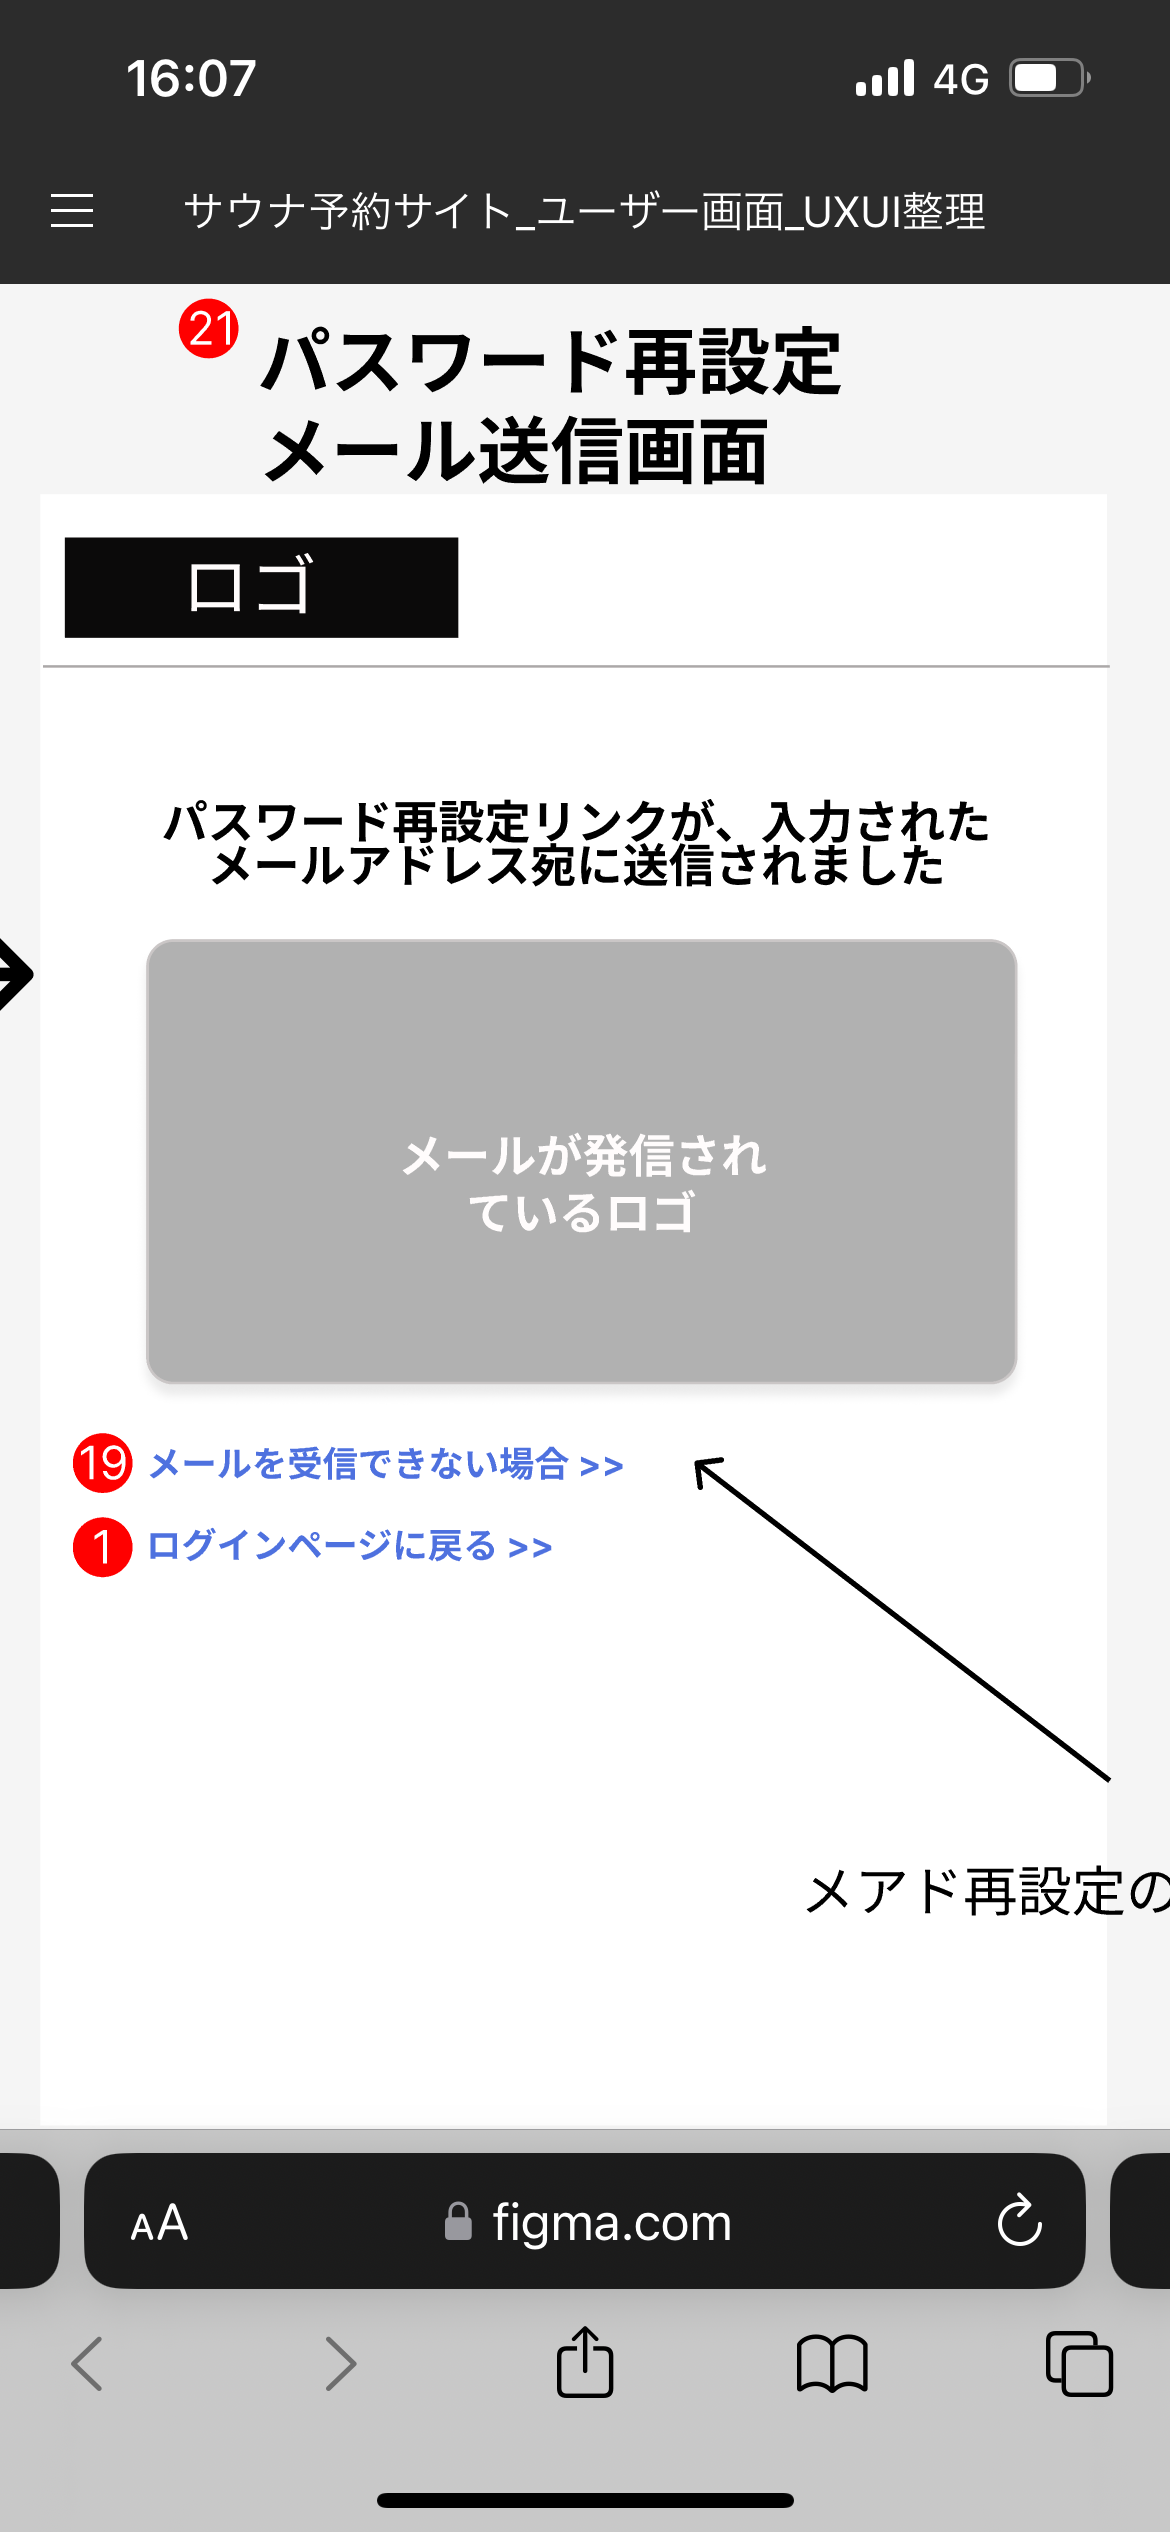 16:07
4G
サウナ予約サイト_ユーザー画面_UXUI整理
21
パスワード再設定
メール送信画面
ロゴ
パスワード再設定リンクが、入力された
メールアドレス宛に送信されました
メールが発信され
ているロゴ
19 メールを受信できない場合 >>
1 ログインページに戻る >>
メアド再設定の
AA figma.com